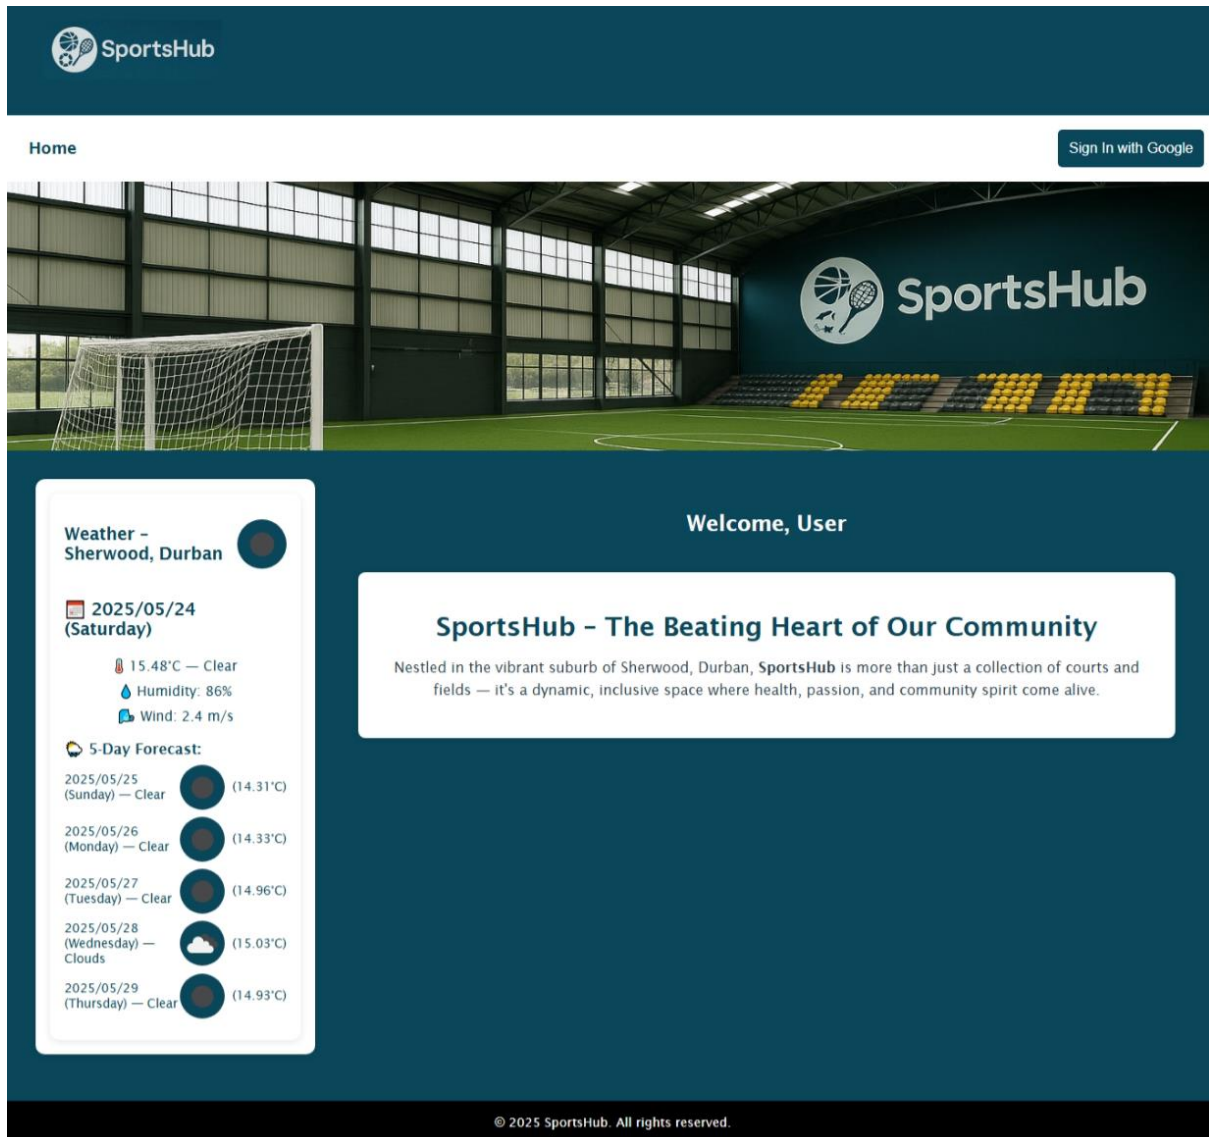 SportsHub
Home
Sign In with Google
SportsHub
Weather –
Sherwood, Durban
2025/05/24
(Saturday)
15.48°C — Clear
Humidity: 86%
Wind: 2.4 m/s
5-Day Forecast:
2025/05/25
(Sunday) — Clear
(14.31°C)
2025/05/26
(Monday) — Clear
(14.33°C)
2025/05/27
(Tuesday) — Clear
(14.96°C)
2025/05/28
(Wednesday) —
Clouds
(15.03°C)
2025/05/29
(Thursday) — Clear
(14.93°C)
Welcome, User
SportsHub – The Beating Heart of Our Community
Nestled in the vibrant suburb of Sherwood, Durban, SportsHub is more than just a collection of courts and
fields — it's a dynamic, inclusive space where health, passion, and community spirit come alive.
© 2025 SportsHub. All rights reserved.